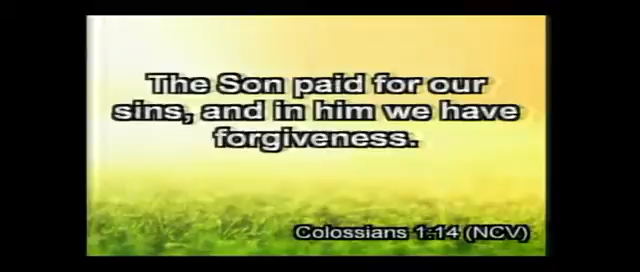 The Son paid for our
sins, and in him we have
forgiveness.
Colossians 1:14 (NCV)